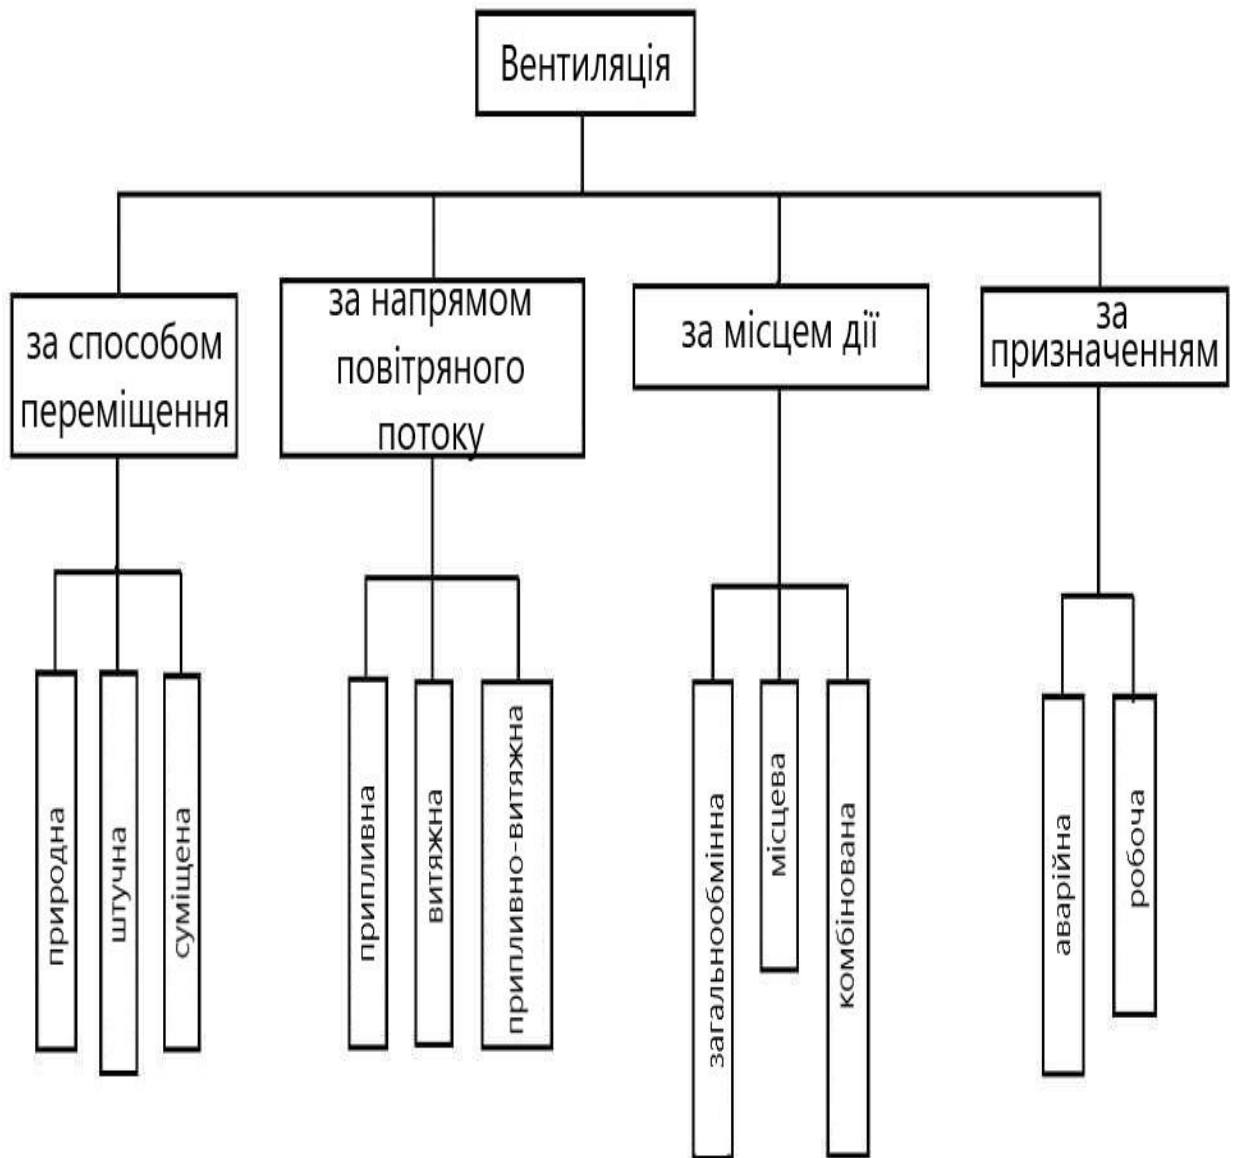 Вентиляція
за способом
переміщення
за напрямом
повітряного
потоку
за місцем дії
за
призначенням
природна
штучна
суміщена
припливна
витяжна
припливно-витяжна
загальнообмінна
місцева
комбінована
аварійна
робоча